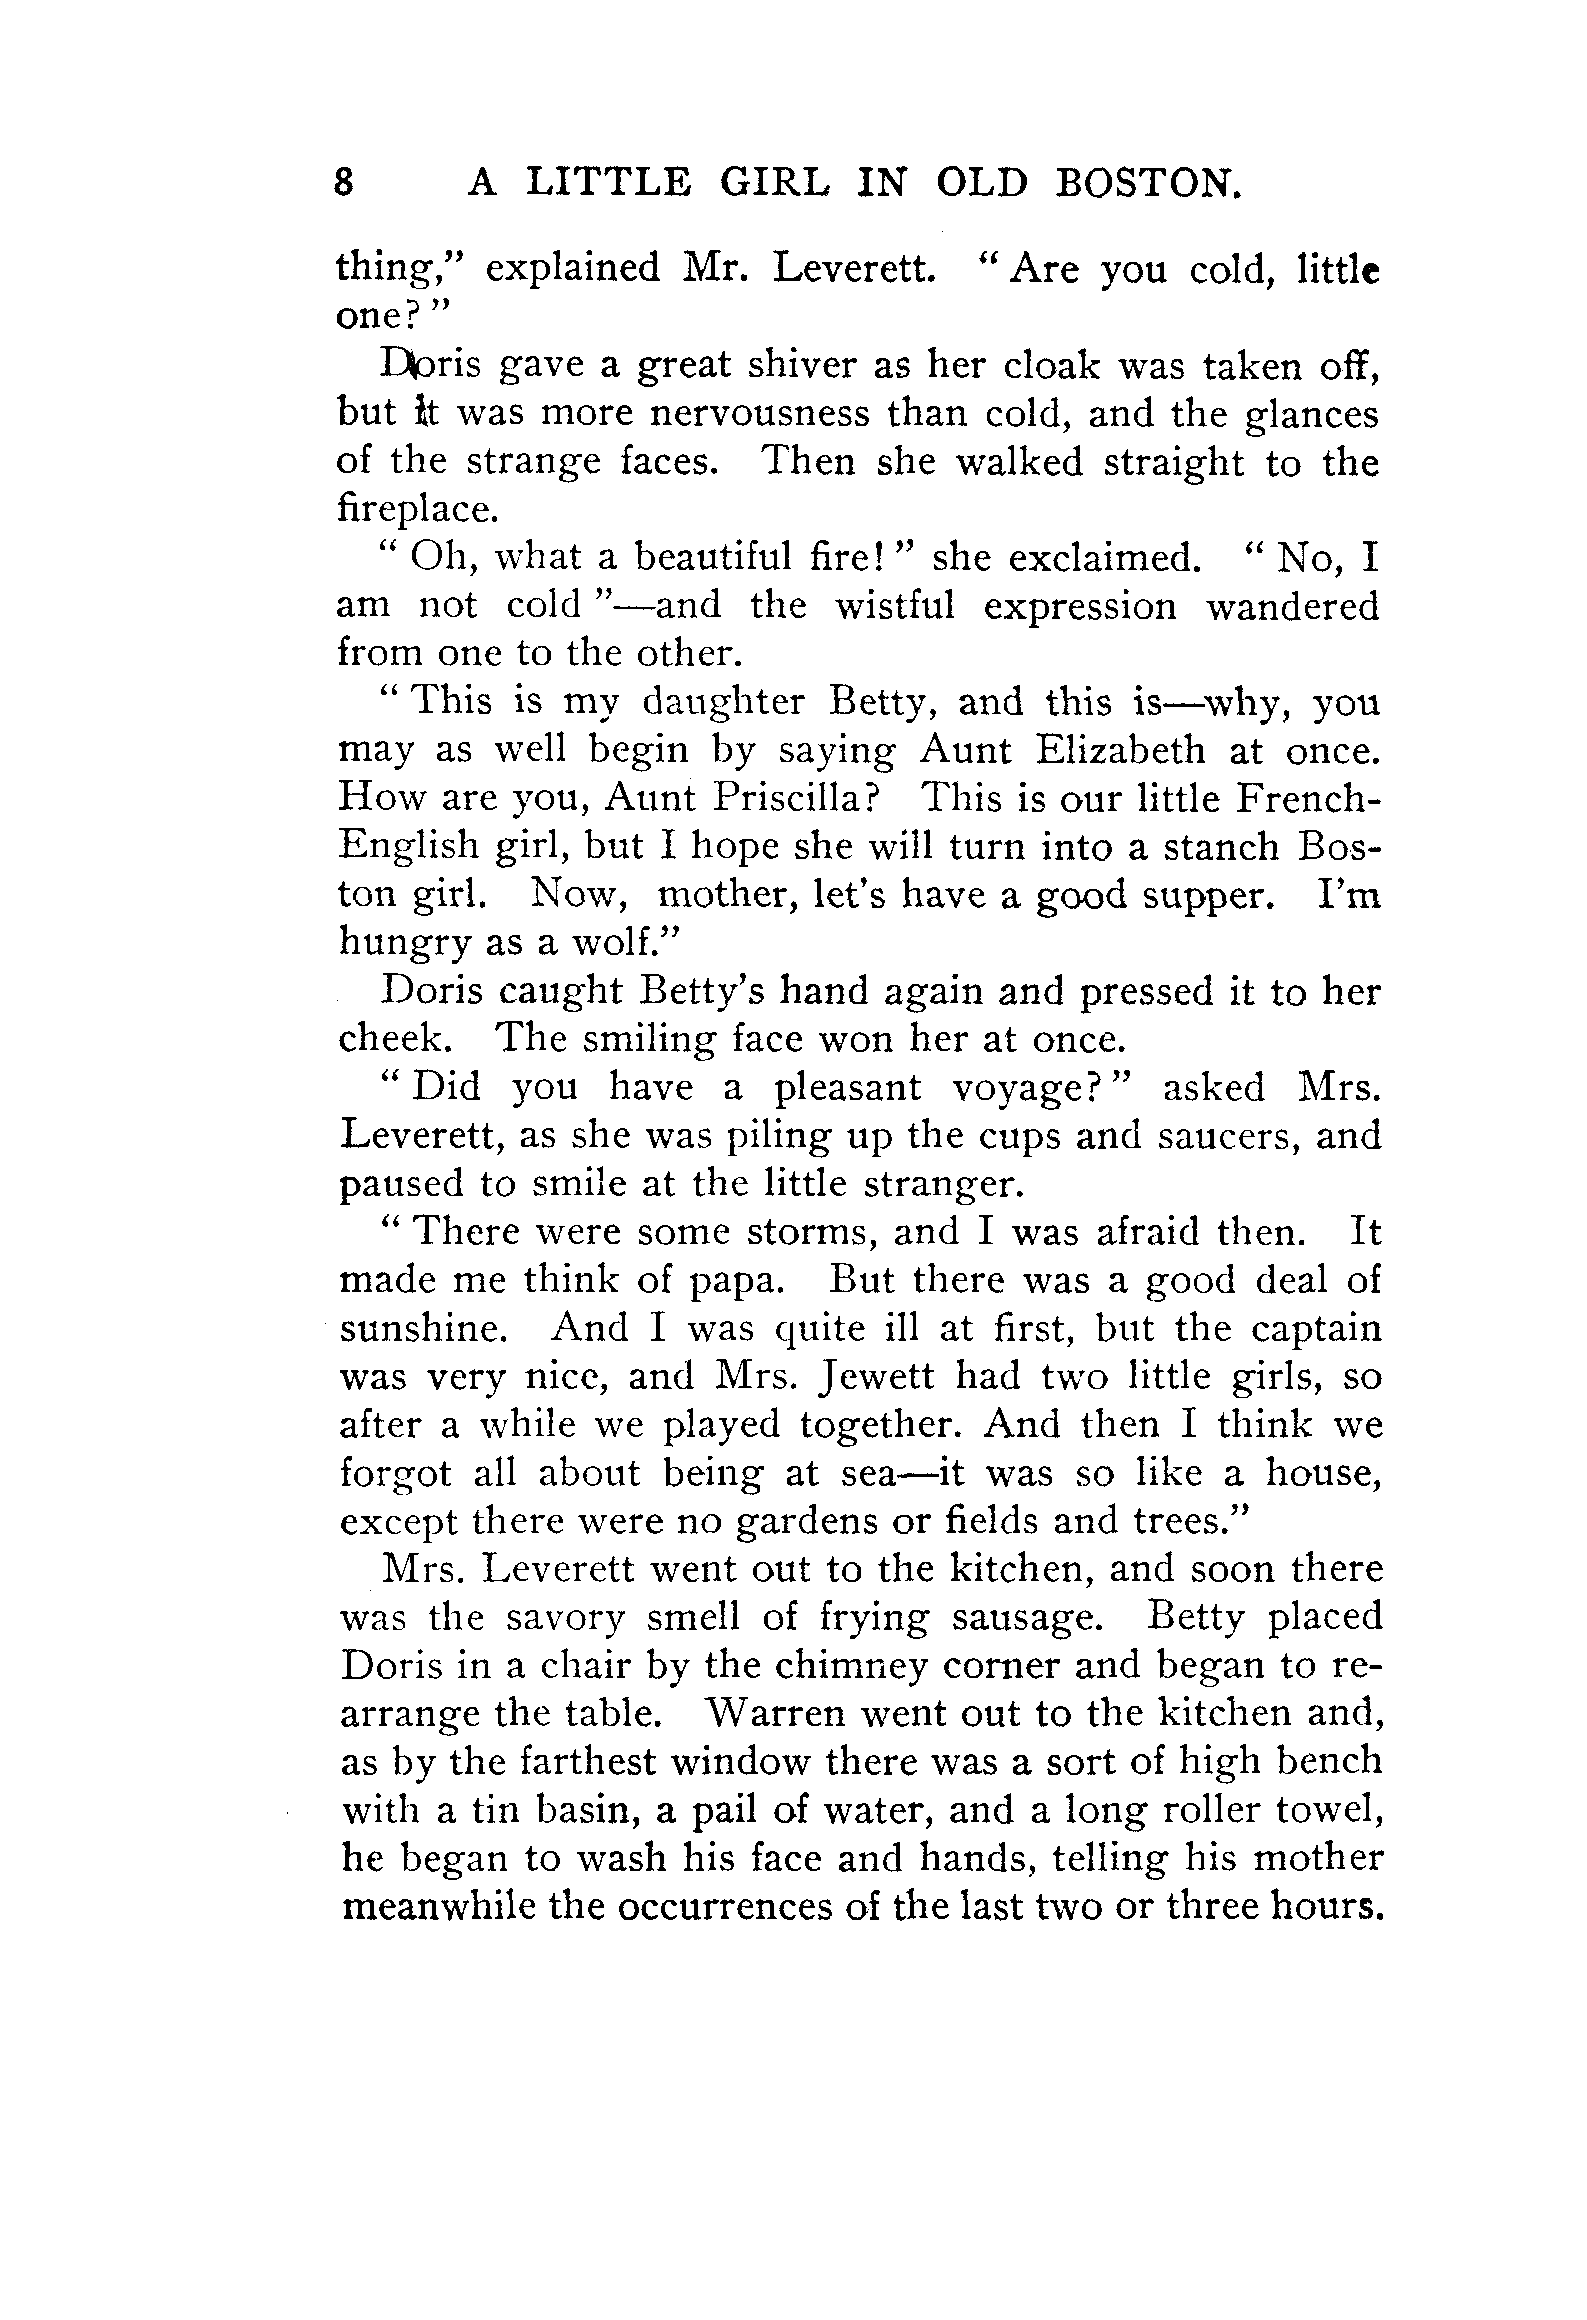 8 A LITTLE GIRL IN OLD BOSTON.
thing,” explained Mr. Leverett. “ Are you cold, little
one? ”
Doris gave a great shiver as her cloak was taken off,
but it was more nervousness than cold, and the glances
of the strange faces. Then she walked straight to the
fireplace.
“ Oh, what a beautiful fire! ” she exclaimed. “ No, I
am not cold ”—and the wistful expression wandered
from one to the other.
“ This is my daughter Betty, and this is—why, you
may as well begin by saying Aunt Elizabeth at once.
How are you, Aunt Priscilla? This is our little French-
English girl, but I hope she will turn into a stanch Bos-
ton girl. Now, mother, let’s have a good supper. I’m
hungry as a wolf.”
Doris caught Betty’s hand again and pressed it to her
cheek. The smiling face won her at once.
“ Did you have a pleasant voyage? ” asked Mrs.
Leverett, as she was piling up the cups and saucers, and
paused to smile at the little stranger.
“ There were some storms, and I was afraid then. It
made me think of papa. But there was a good deal of
sunshine. And I was quite ill at first, but the captain
was very nice, and Mrs. Jewett had two little girls, so
after a while we played together. And then I think we
forgot all about being at sea—it was so like a house,
except there were no gardens or fields and trees.”
Mrs. Leverett went out to the kitchen, and soon there
was the savory smell of frying sausage. Betty placed
Doris in a chair by the chimney corner and began to re-
arrange the table. Warren went out to the kitchen and,
as by the farthest window there was a sort of high bench
with a tin basin, a pail of water, and a long roller towel,
he began to wash his face and hands, telling his mother
meanwhile the occurrences of the last two or three hours.